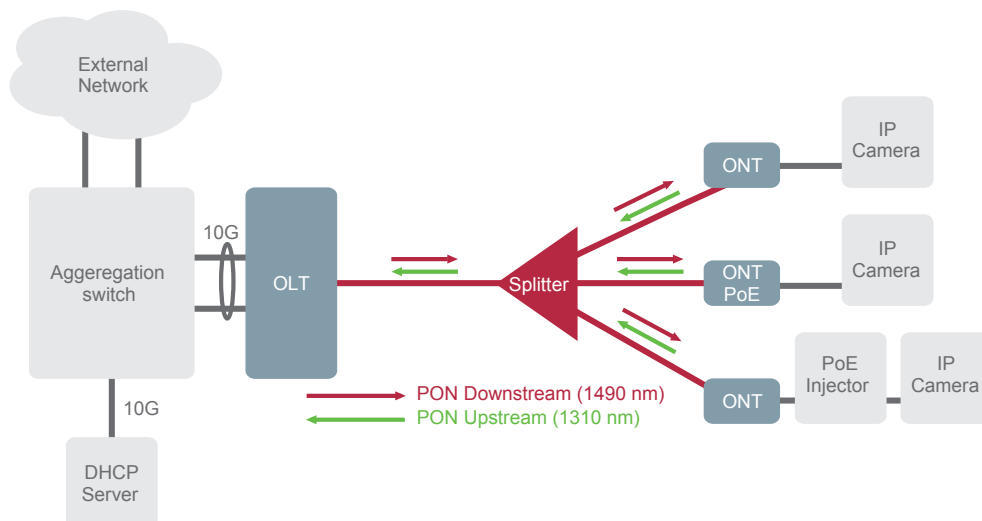 External
Network
IP
Camera
ONT
10G
Aggeregation
switch
OLT
Splitter
ONT
PoE
IP
Camera
PoE
Injector
IP
Camera
ONT
PON Downstream (1490 nm)
PON Upstream (1310 nm)
10G
DHCP
Server